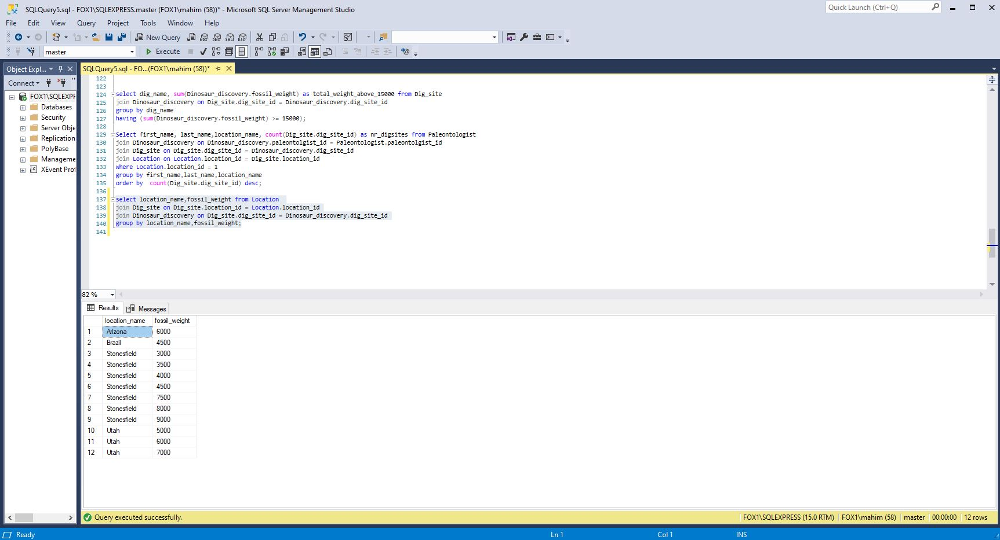 SQLQuery5.sql - FOX1\SQLEXPRESS.master (FOX1\mahim (58))* - Microsoft SQL Server Management Studio
Quick Launch (Ctrl+Q)
File Edit View Query Project Tools Window Help
New Query MDX DMX XMLA DAX
master Execute
Object Expl... SQLQuery5.sql - FO...(FOX1\mahim (58))*
Connect
FOX1\SQLEXPR
Databases
Security
Server Obje
Replication
PolyBase
Manageme
XEvent Prof
122
123
124 select dig_name, sum(Dinosaur_discovery.fossil_weight) as total_weight_above_15000 from Dig_site
125 join Dinosaur_discovery on Dig_site.dig_site_id = Dinosaur_discovery.dig_site_id
126 group by dig_name
127 having (sum(Dinosaur_discovery.fossil_weight) >= 15000);
128
129 Select first_name, last_name,location_name, count(Dig_site.dig_site_id) as nr_digsites from Paleontologist
130 join Dinosaur_discovery on Dinosaur_discovery.paleontolgist_id = Paleontologist.paleontolgist_id
131 join Dig_site on Dig_site.dig_site_id = Dinosaur_discovery.dig_site_id
132 join Location on Location.location_id = Dig_site.location_id
133 where Location.location_id = 1
134 group by first_name,last_name,location_name
135 order by  count(Dig_site.dig_site_id) desc;
136
137 select location_name,fossil_weight from Location
138 join Dig_site on Dig_site.location_id = Location.location_id
139 join Dinosaur_discovery on Dig_site.dig_site_id = Dinosaur_discovery.dig_site_id
140 group by location_name,fossil_weight;
141
82 %
Results Messages
location_name fossil_weight
1 Arizona 6000
2 Brazil 4500
3 Stonesfield 3000
4 Stonesfield 3500
5 Stonesfield 4000
6 Stonesfield 4500
7 Stonesfield 7500
8 Stonesfield 8000
9 Stonesfield 9000
10 Utah 5000
11 Utah 6000
12 Utah 7000
Query executed successfully. FOX1\SQLEXPRESS (15.0 RTM) FOX1\mahim (58) master 00:00:00 12 rows
Ready Ln 1 Col 1 INS